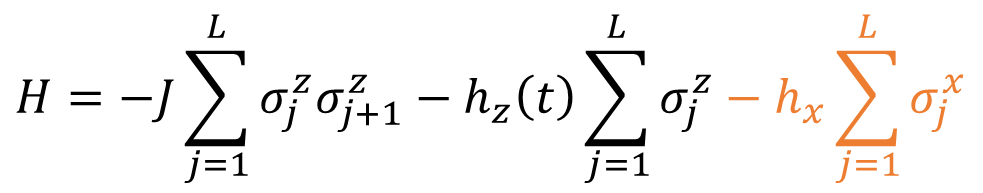 H = −J ∑_{j=1}^{L} σ_j^z σ_{j+1}^z − h_z(t) ∑_{j=1}^{L} σ_j^z − h_x ∑_{j=1}^{L} σ_j^x